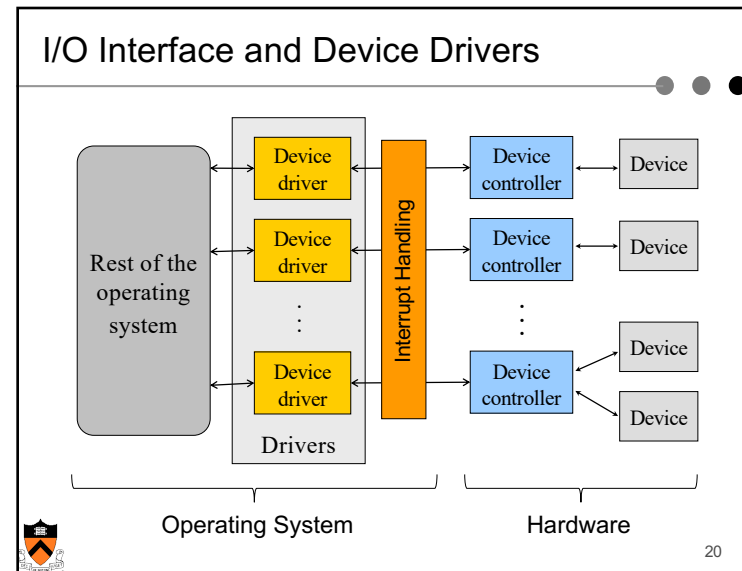 I/O Interface and Device Drivers
Rest of the
operating
system
Device
driver
Device
driver
Device
driver
Drivers
Interrupt Handling
Device
controller
Device
controller
Device
controller
Device
Device
Device
Device
Operating System
Hardware
20